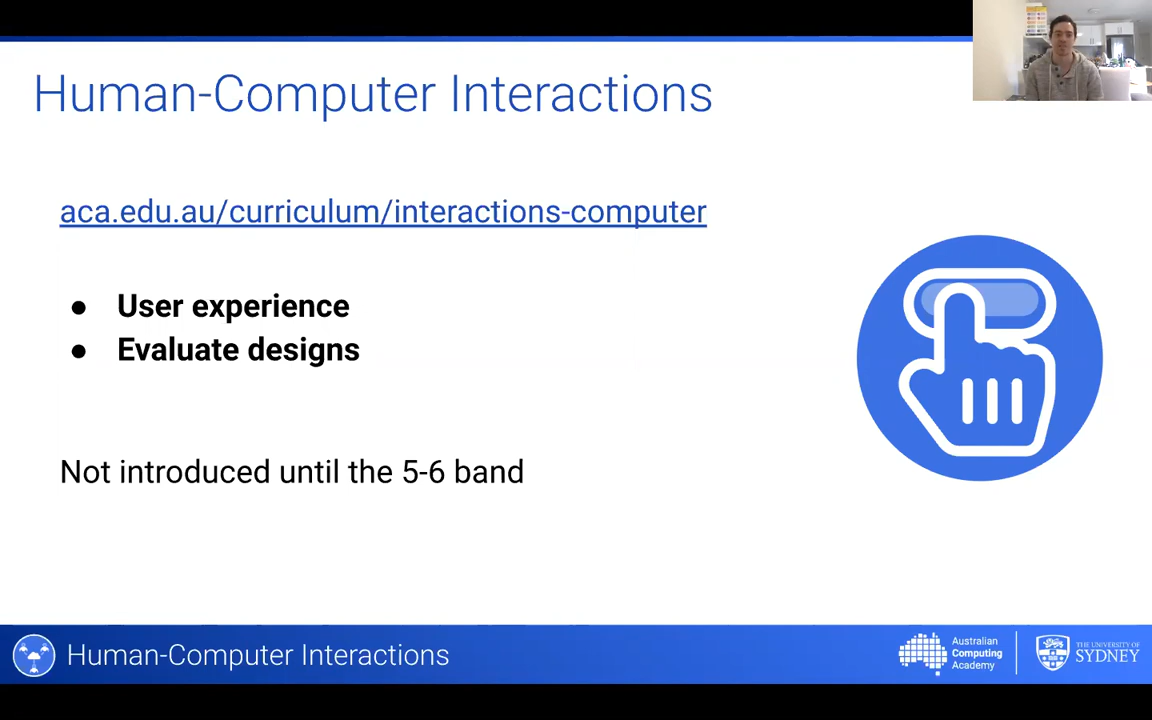 Human-Computer Interactions
aca.edu.au/curriculum/interactions-computer
● User experience
● Evaluate designs
Not introduced until the 5-6 band
Human-Computer Interactions
Australian
Computing
Academy
THE UNIVERSITY OF
SYDNEY